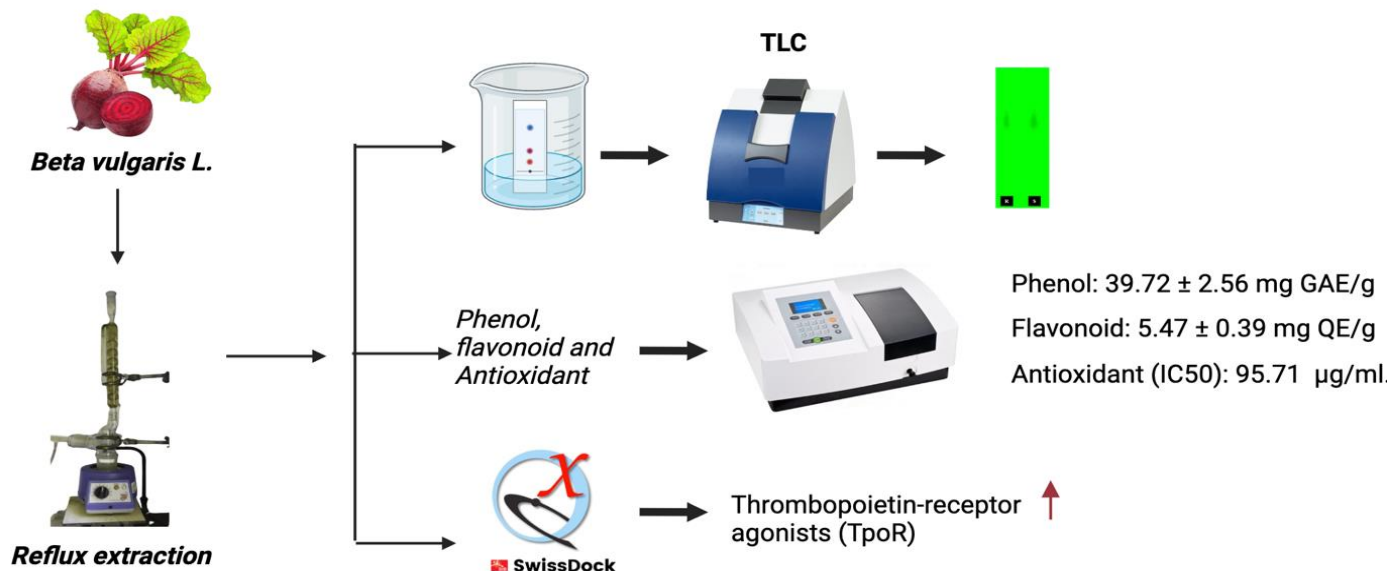 TLC
Beta vulgaris L.
Phenol,
flavonoid and
Antioxidant
Phenol: 39.72 ± 2.56 mg GAE/g
Flavonoid: 5.47 ± 0.39 mg QE/g
Antioxidant (IC50): 95.71 µg/ml.
Reflux extraction
X
SwissDock
Thrombopoietin-receptor
agonists (TpoR)